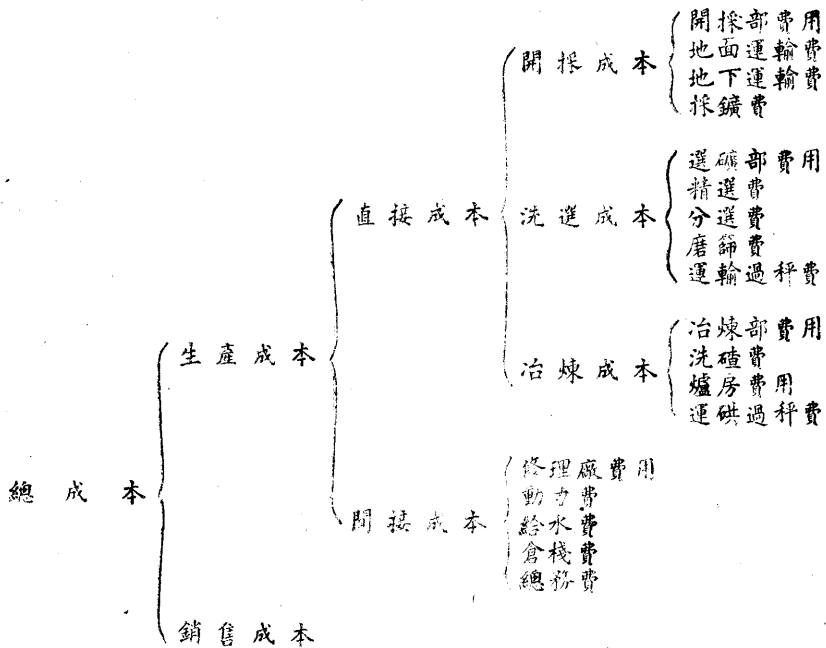 開採部費用
地面運輸費
開採成本
地下運輸費
採鑛費
選礦部費用
精選費
直接成本
洗選成本
分選費
磨篩費
運輸過秤費
冶煉部費用
生產成本
洗碴費
冶煉成本
爐房費用
運砂過秤費
修理廠費用
總成本
動力費
間接成本
給水費
倉棧費
總務費
銷售成本